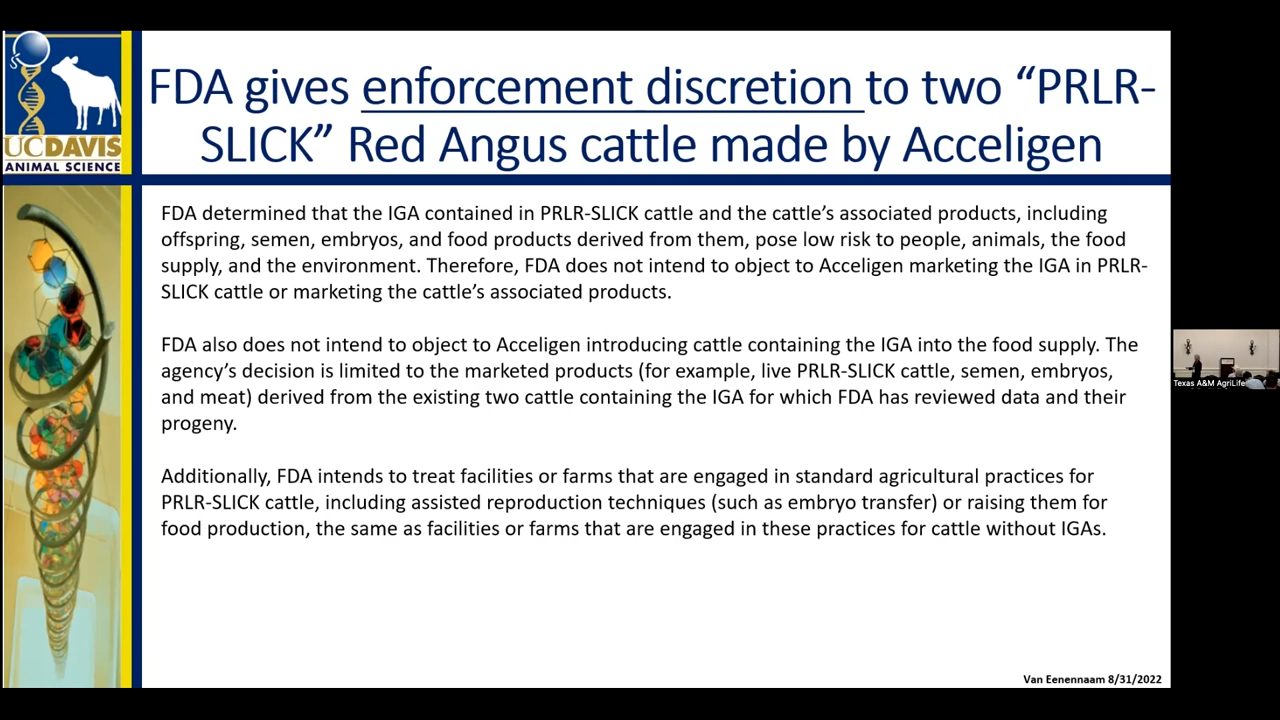 UCDAVIS
ANIMAL SCIENCE
FDA gives enforcement discretion to two “PRLR-
SLICK” Red Angus cattle made by Acceligen
FDA determined that the IGA contained in PRLR-SLICK cattle and the cattle’s associated products, including
offspring, semen, embryos, and food products derived from them, pose low risk to people, animals, the food
supply, and the environment. Therefore, FDA does not intend to object to Acceligen marketing the IGA in PRLR-
SLICK cattle or marketing the cattle’s associated products.
FDA also does not intend to object to Acceligen introducing cattle containing the IGA into the food supply. The
agency’s decision is limited to the marketed products (for example, live PRLR-SLICK cattle, semen, embryos,
and meat) derived from the existing two cattle containing the IGA for which FDA has reviewed data and their
progeny.
Additionally, FDA intends to treat facilities or farms that are engaged in standard agricultural practices for
PRLR-SLICK cattle, including assisted reproduction techniques (such as embryo transfer) or raising them for
food production, the same as facilities or farms that are engaged in these practices for cattle without IGAs.
Van Eenennaam 8/31/2022
Texas A&M AgriLife